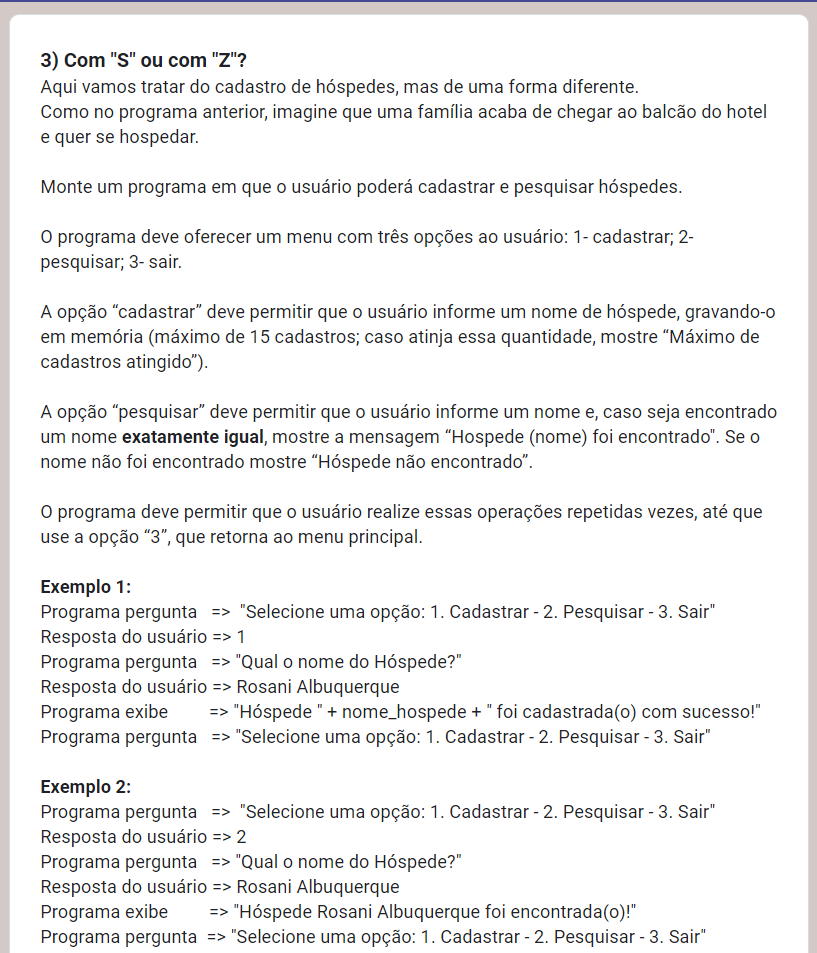 3) Com "S" ou com "Z"?
Aqui vamos tratar do cadastro de hóspedes, mas de uma forma diferente.
Como no programa anterior, imagine que uma família acaba de chegar ao balcão do hotel
e quer se hospedar.
Monte um programa em que o usuário poderá cadastrar e pesquisar hóspedes.
O programa deve oferecer um menu com três opções ao usuário: 1- cadastrar; 2-
pesquisar; 3- sair.
A opção “cadastrar” deve permitir que o usuário informe um nome de hóspede, gravando-o
em memória (máximo de 15 cadastros; caso atinja essa quantidade, mostre “Máximo de
cadastros atingido”).
A opção “pesquisar” deve permitir que o usuário informe um nome e, caso seja encontrado
um nome exatamente igual, mostre a mensagem “Hospede (nome) foi encontrado". Se o
nome não foi encontrado mostre “Hóspede não encontrado”.
O programa deve permitir que o usuário realize essas operações repetidas vezes, até que
use a opção “3”, que retorna ao menu principal.
Exemplo 1:
Programa pergunta => "Selecione uma opção: 1. Cadastrar - 2. Pesquisar - 3. Sair"
Resposta do usuário => 1
Programa pergunta => "Qual o nome do Hóspede?"
Resposta do usuário => Rosani Albuquerque
Programa exibe => "Hóspede " + nome_hospede + " foi cadastrada(o) com sucesso!"
Programa pergunta => "Selecione uma opção: 1. Cadastrar - 2. Pesquisar - 3. Sair"
Exemplo 2:
Programa pergunta => "Selecione uma opção: 1. Cadastrar - 2. Pesquisar - 3. Sair"
Resposta do usuário => 2
Programa pergunta => "Qual o nome do Hóspede?"
Resposta do usuário => Rosani Albuquerque
Programa exibe => "Hóspede Rosani Albuquerque foi encontrada(o)!"
Programa pergunta => "Selecione uma opção: 1. Cadastrar - 2. Pesquisar - 3. Sair"